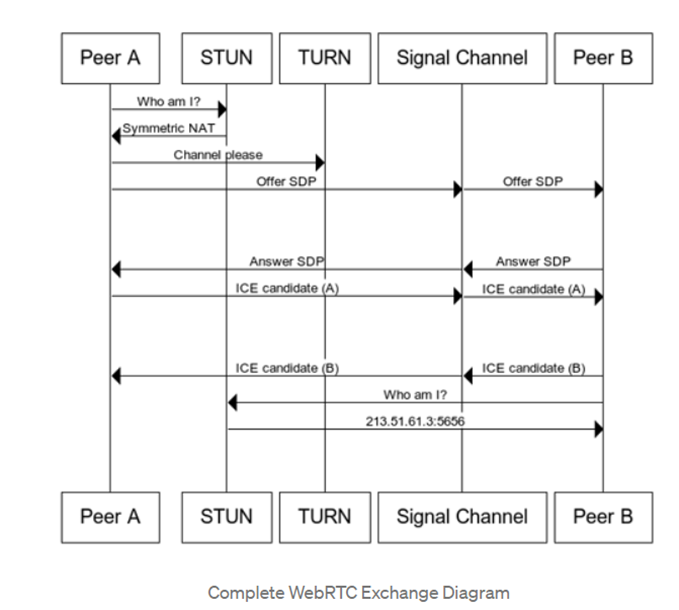 Peer A STUN TURN Signal Channel Peer B
Who am I?
Symmetric NAT
Channel please
Offer SDP Offer SDP
Answer SDP Answer SDP
ICE candidate (A) ICE candidate (A)
ICE candidate (B) ICE candidate (B)
Who am I?
213.51.61.3:5656
Peer A STUN TURN Signal Channel Peer B
Complete WebRTC Exchange Diagram